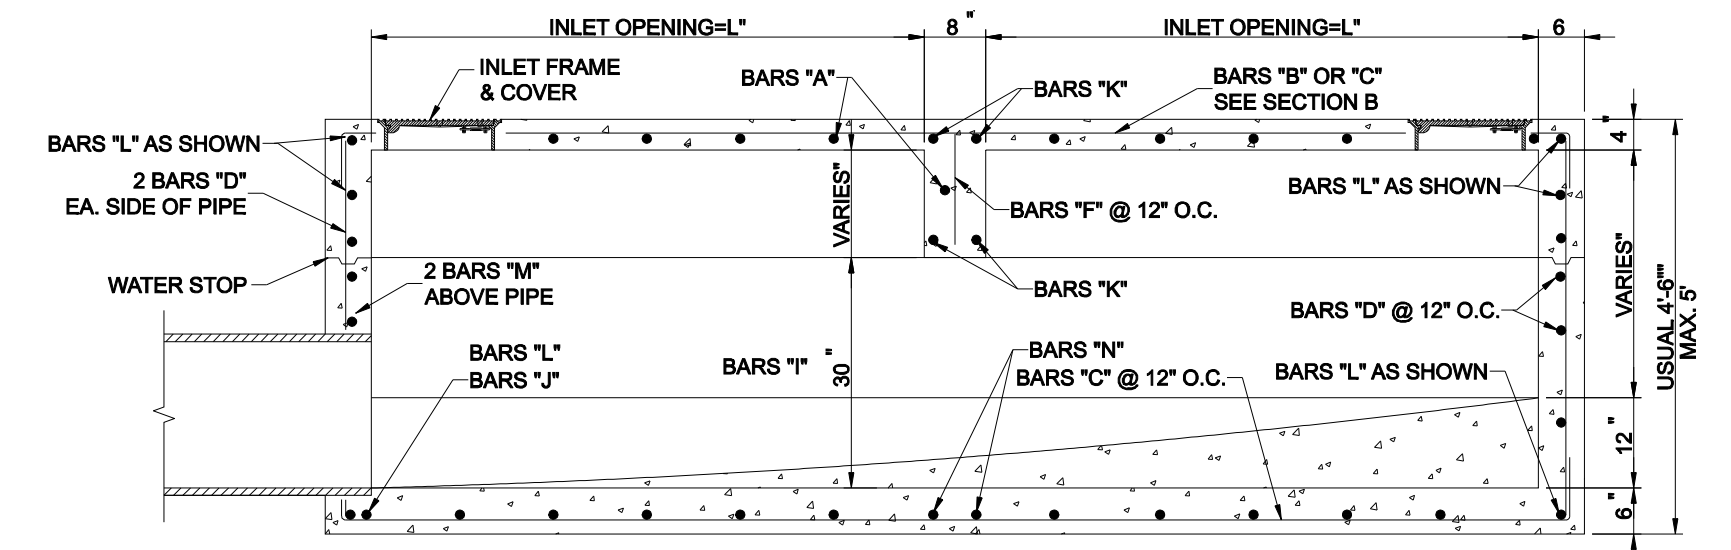 INLET OPENING=L"
8 "
INLET OPENING=L"
6
INLET FRAME
& COVER
BARS "A"
BARS "K"
BARS "B" OR "C"
SEE SECTION B
4 "
BARS "L" AS SHOWN
2 BARS "D"
EA. SIDE OF PIPE
VARIES"
BARS "F" @ 12" O.C.
BARS "L" AS SHOWN
WATER STOP
2 BARS "M"
ABOVE PIPE
BARS "K"
BARS "D" @ 12" O.C.
VARIES"
USUAL 4'-6""
MAX. 5'
BARS "L"
BARS "J"
BARS "I"
30 "
BARS "N"
BARS "C" @ 12" O.C.
BARS "L" AS SHOWN
12 "
6 "